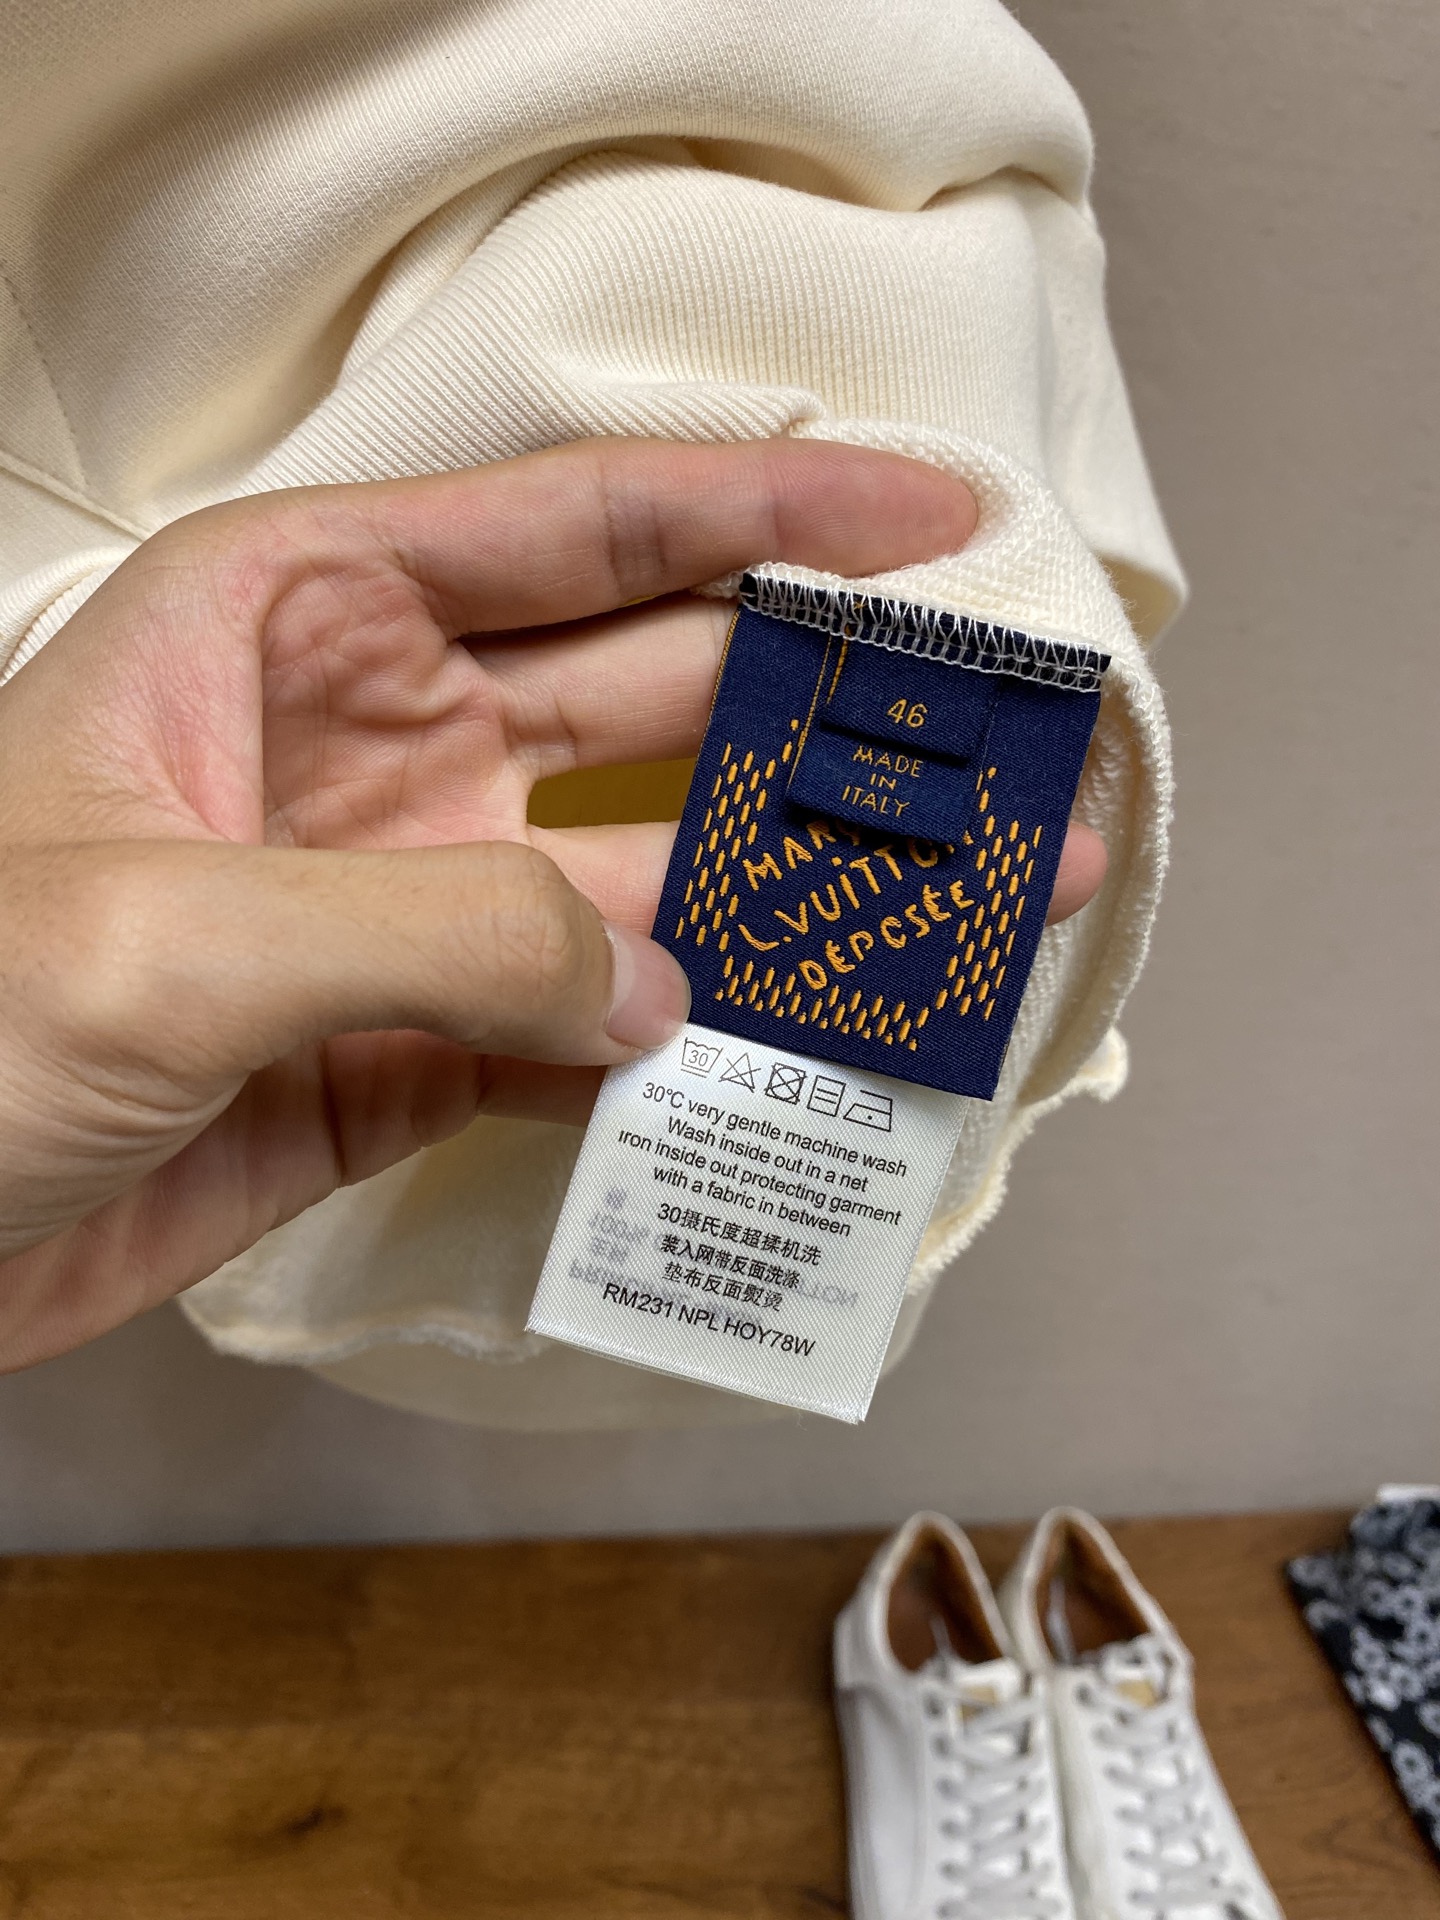 46
MADE
IN
ITALY
L.VUITTON
DÉPOSÉE
30
30°C very gentle machine wash
Wash inside out in a net
Iron inside out protecting garment
with a fabric in between
30摄氏度超揉机洗
装入网带反面洗涤
垫布反面熨烫
RM231 NPL HOY78W